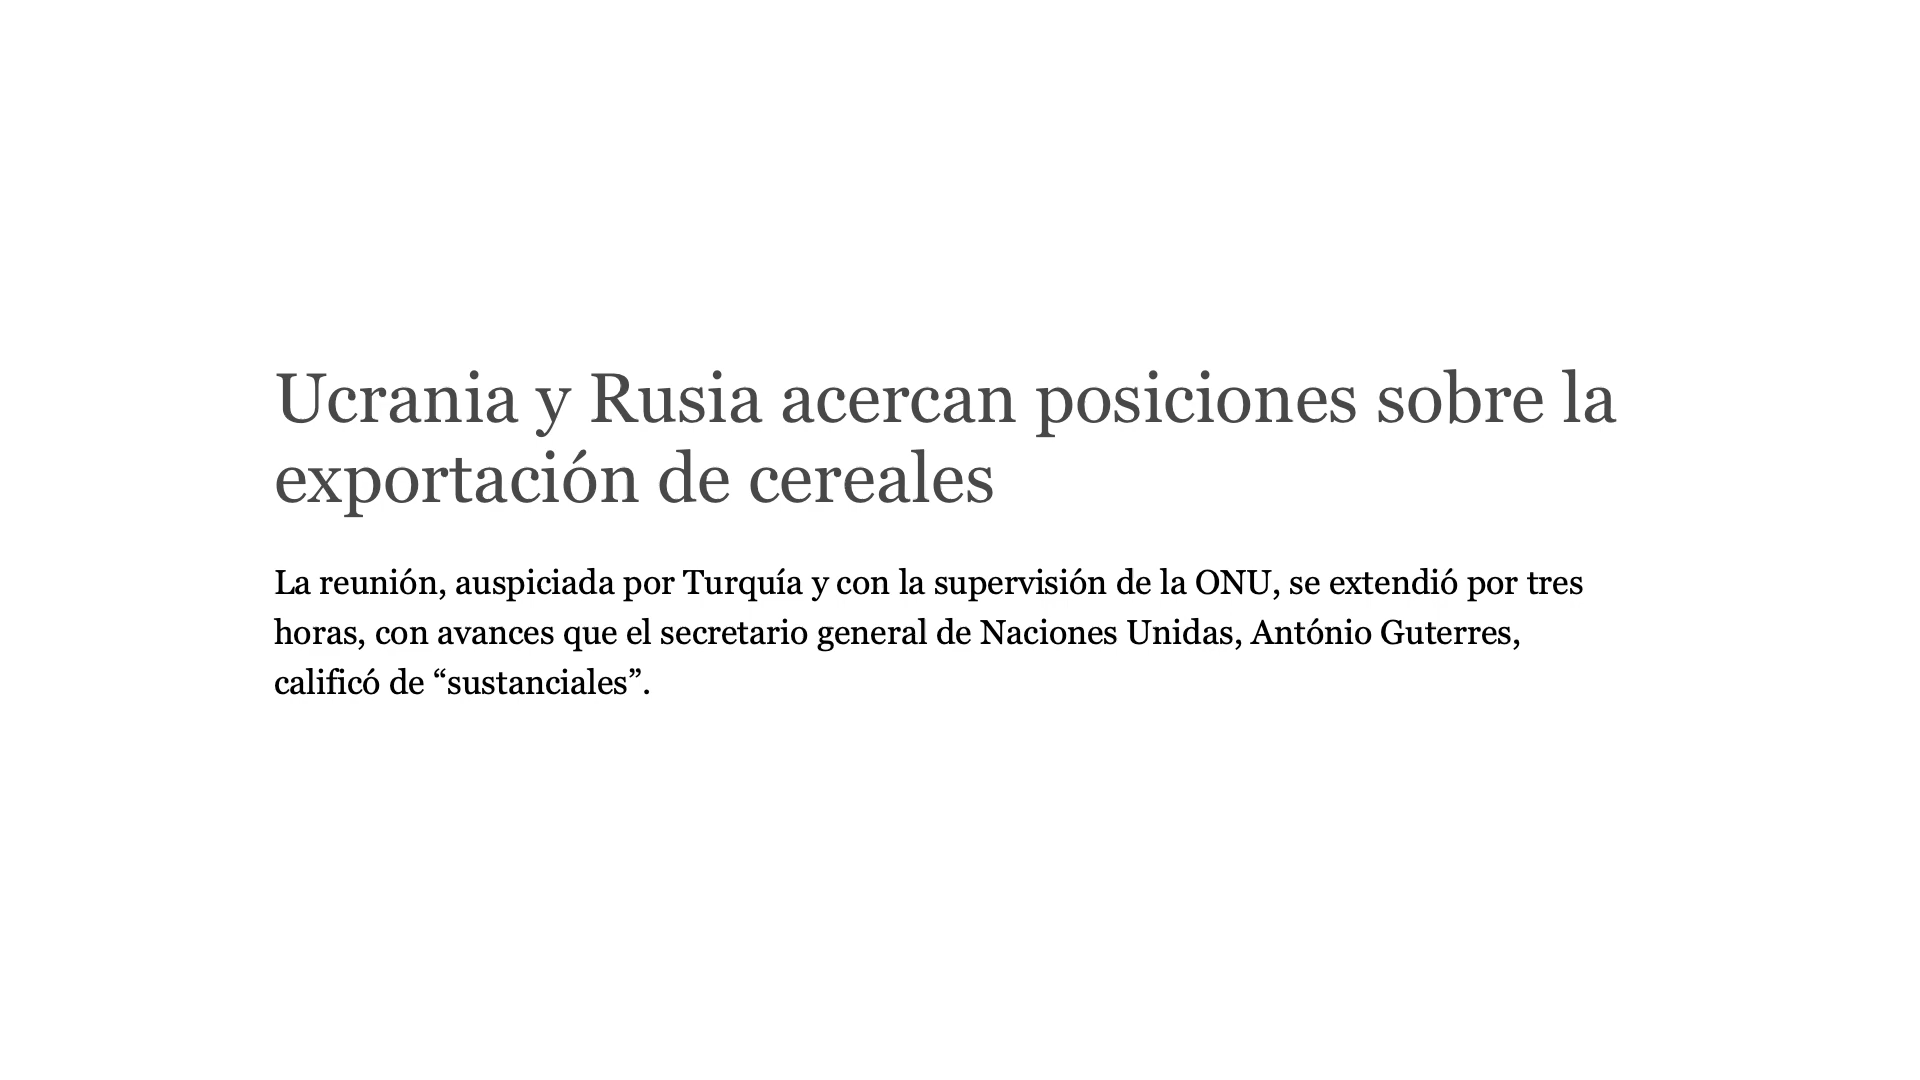 Ucrania y Rusia acercan posiciones sobre la
exportación de cereales
La reunión, auspiciada por Turquía y con la supervisión de la ONU, se extendió por tres
horas, con avances que el secretario general de Naciones Unidas, António Guterres,
calificó de “sustanciales”.